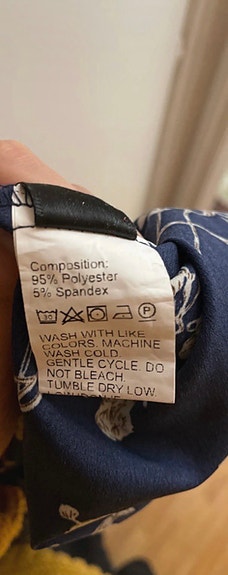 Composition:
95% Polyester
5% Spandex
30 P
WASH WITH LIKE
COLORS. MACHINE
WASH COLD.
GENTLE CYCLE. DO
NOT BLEACH.
TUMBLE DRY LOW.